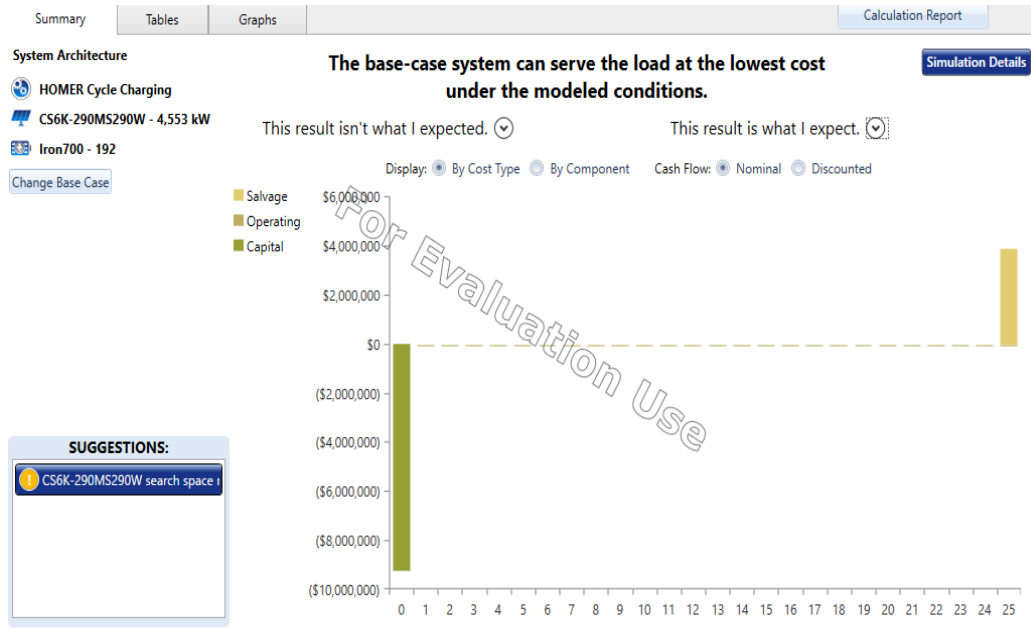 Summary
Tables
Graphs
Calculation Report
System Architecture
HOMER Cycle Charging
CS6K-290MS290W - 4,553 kW
Iron700 - 192
Change Base Case
The base-case system can serve the load at the lowest cost
under the modeled conditions.
Simulation Details
This result isn't what I expected.
This result is what I expect.
Display: By Cost Type By Component Cash Flow: Nominal Discounted
Salvage
Operating
Capital
$6,000,000
$4,000,000
$2,000,000
$0
($2,000,000)
($4,000,000)
($6,000,000)
($8,000,000)
($10,000,000)
0 1 2 3 4 5 6 7 8 9 10 11 12 13 14 15 16 17 18 19 20 21 22 23 24 25
For Evaluation Use
SUGGESTIONS:
CS6K-290MS290W search space